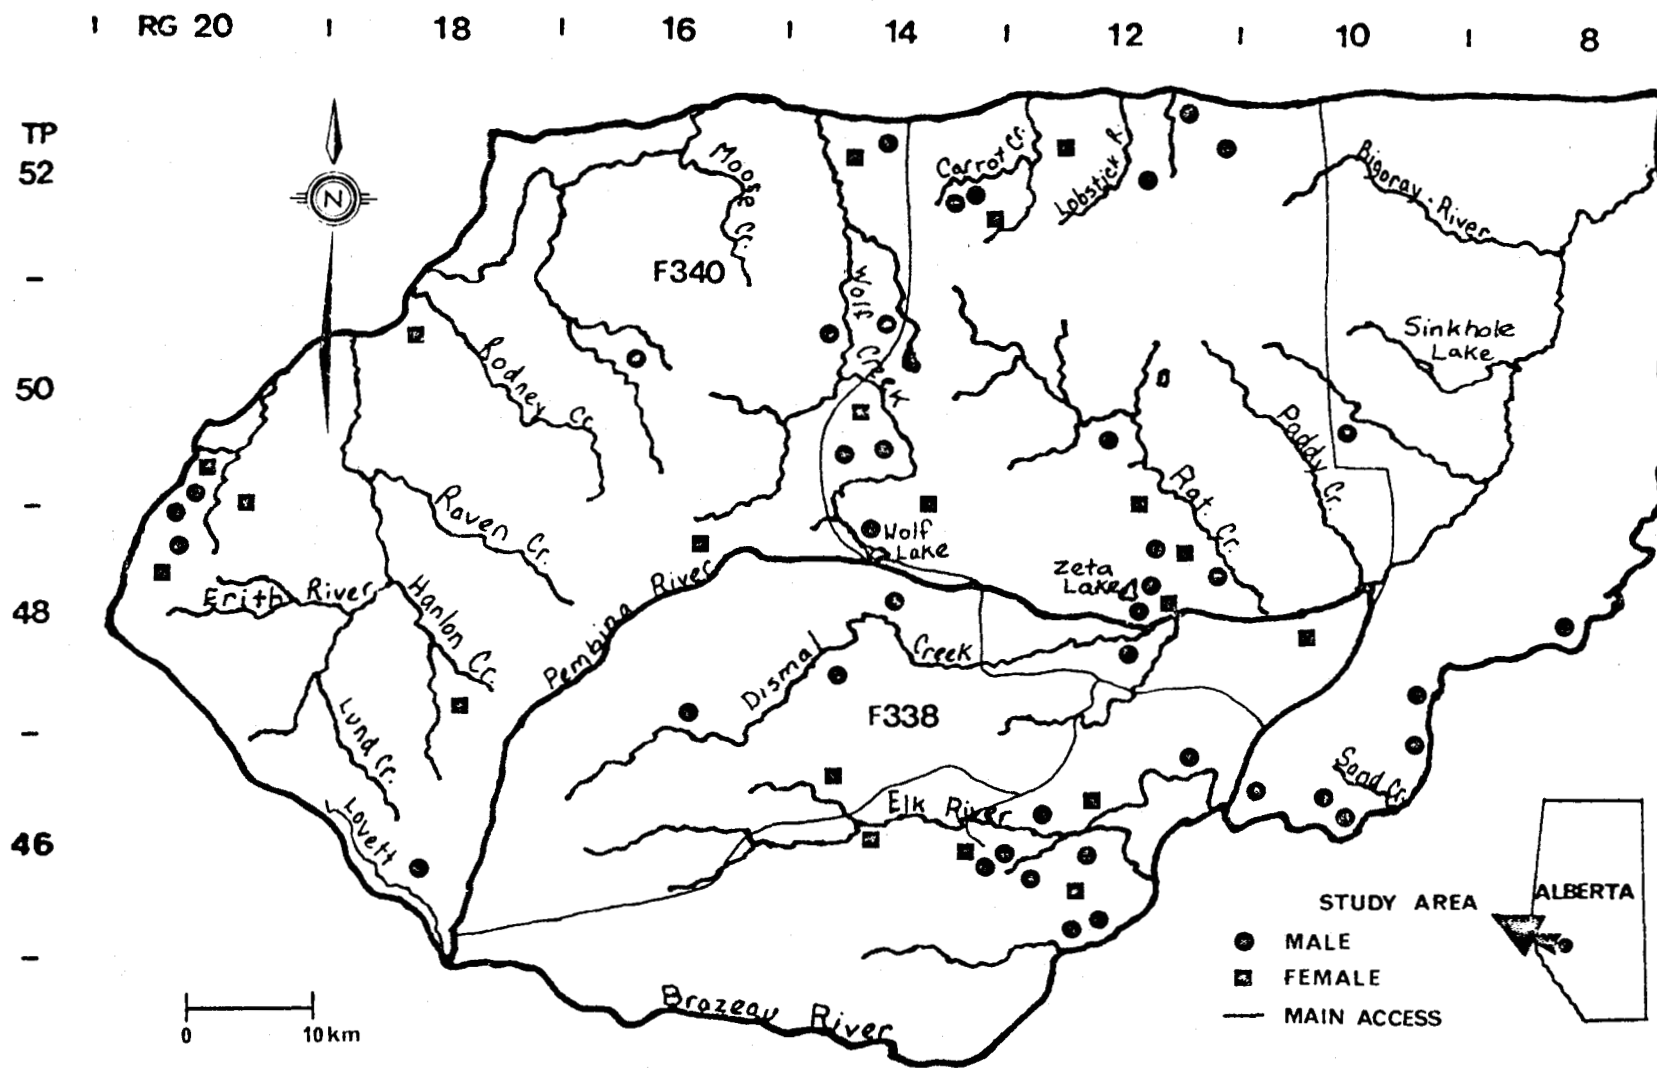 RG 20 18 16 14 12 10 8
TP
52
50
48
46
N
Moose Cr.
Carrot Cr.
Lobstick R.
Bigoray River
F340
Wolf Creek
Sinkhole
Lake
Rodney Cr.
Paddy Cr.
Rat Cr.
Raven Cr.
Wolf
Lake
Zeta
Lake
Erith River
Hanlon Cr.
Pembina River
Dismal Creek
Lund Cr.
F338
Sand Cr.
Lovett
Elk River
Brazeau River
0 10km
STUDY AREA
ALBERTA
MALE
FEMALE
MAIN ACCESS